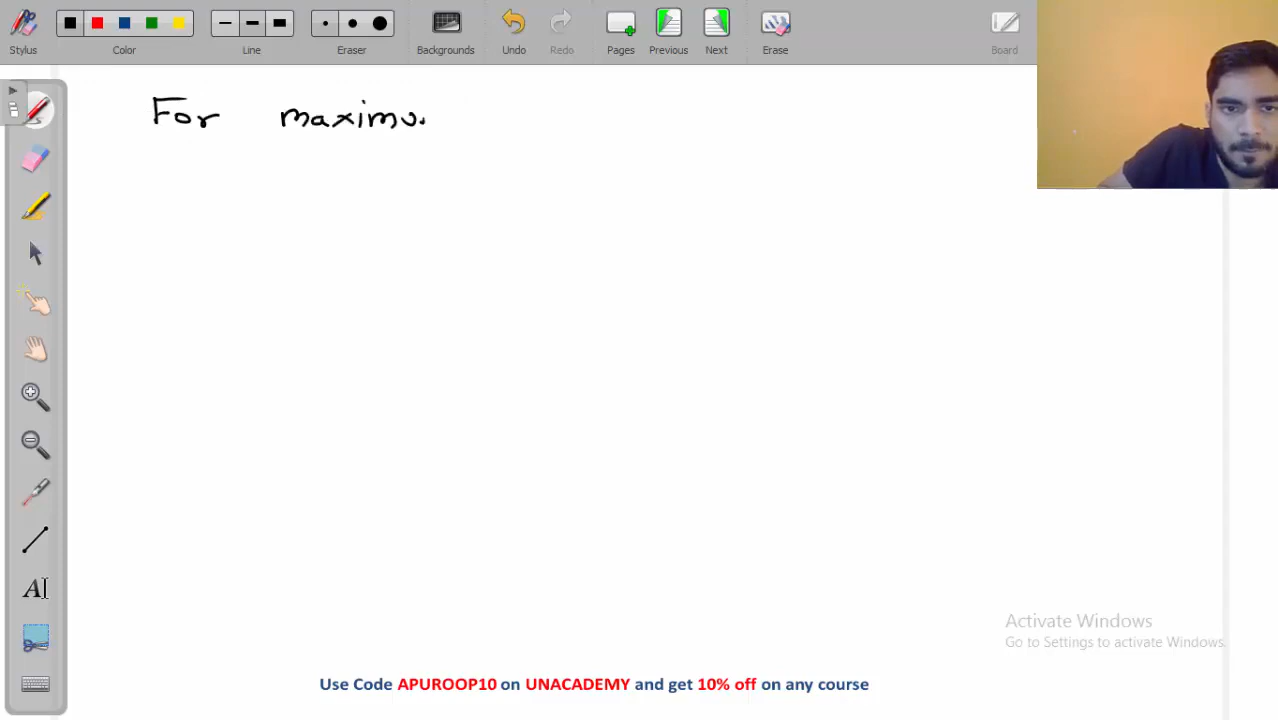 Stylus
Color
Line
Eraser
Backgrounds
Undo
Redo
Pages
Previous
Next
Erase
Board
For maximu
A
Activate Windows
Go to Settings to activate Windows.
Use Code APUROOP10 on UNACADEMY and get 10% off on any course